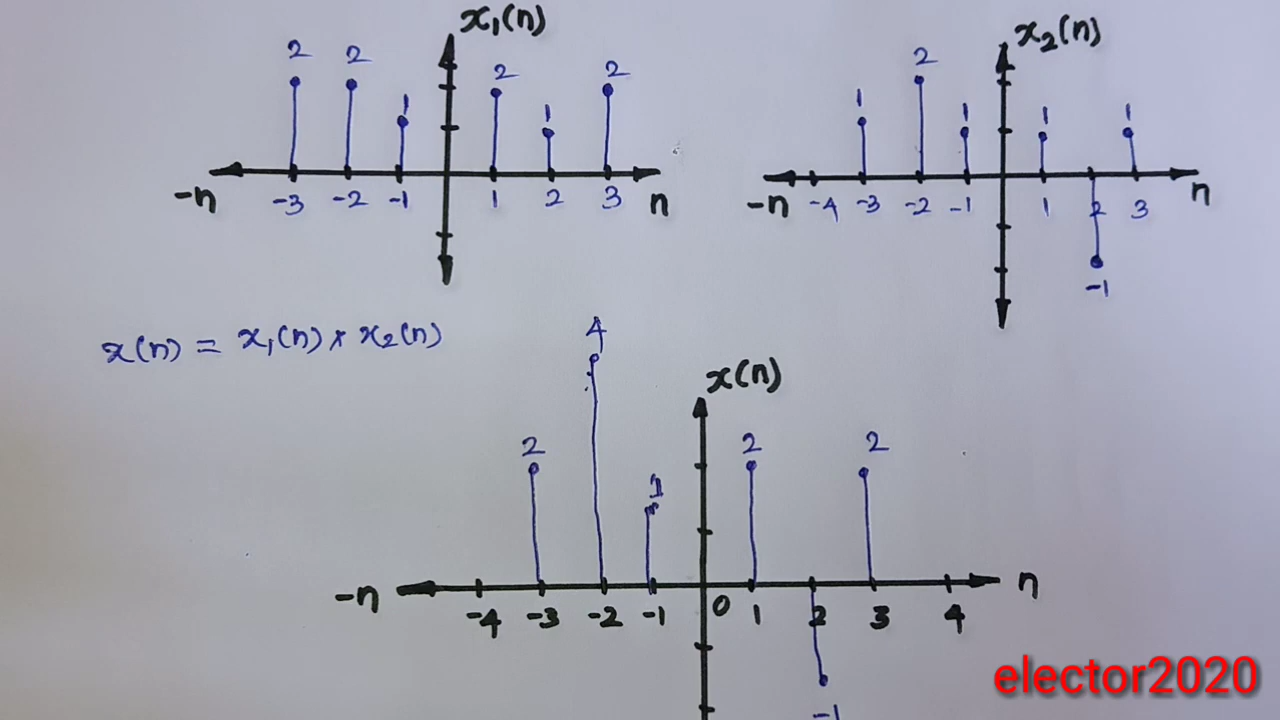 x₁(n)
2 2 1 2 1 2
-n -3 -2 -1 1 2 3 n
x₂(n)
1 2 1 1 1
-n -4 -3 -2 -1 1 2 3 n
-1
x(n) = x₁(n) × x₂(n)
x(n)
4
2 1 2 2
-n -4 -3 -2 -1 0 1 2 3 4 n
-1
elector2020